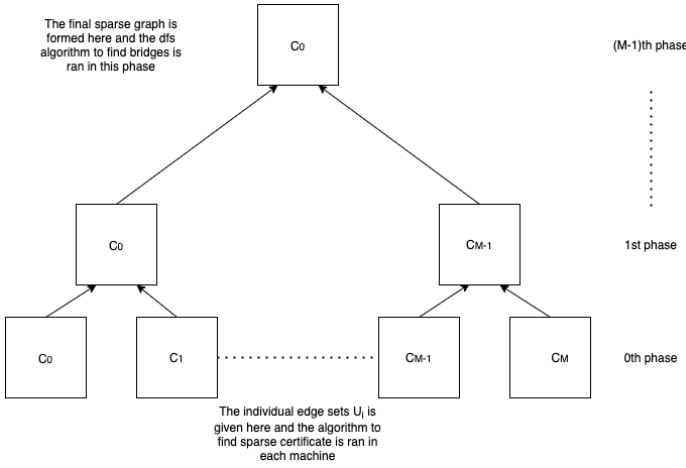 The final sparse graph is
formed here and the dfs
algorithm to find bridges is
ran in this phase
C0
(M-1)th phase
C0
CM-1
1st phase
C0
C1
CM-1
CM
0th phase
The individual edge sets Ui is
given here and the algorithm to
find sparse certificate is ran in
each machine